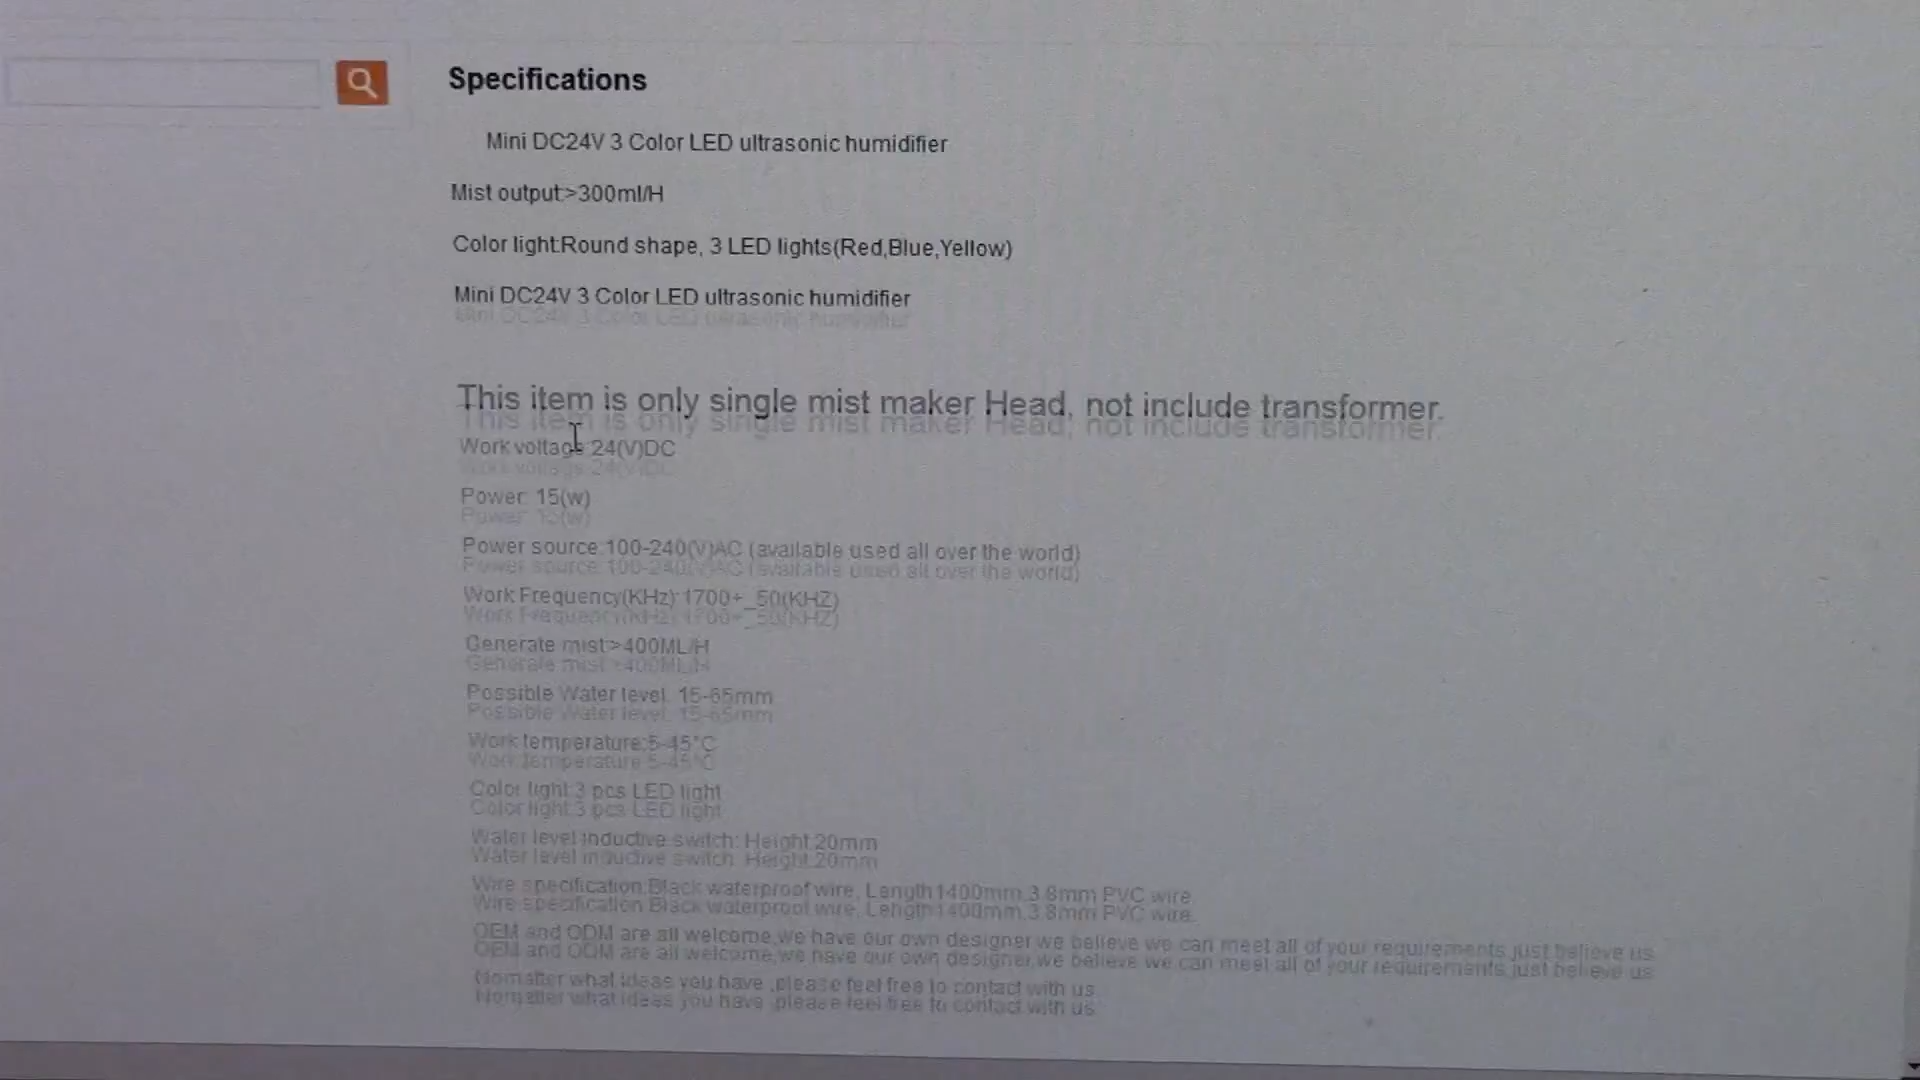 Specifications
Mini DC24V 3 Color LED ultrasonic humidifier
Mist output:>300ml/H
Color light:Round shape, 3 LED lights(Red,Blue,Yellow)
Mini DC24V 3 Color LED ultrasonic humidifier
This item is only single mist maker Head, not include transformer.
Work voltage:24(V)DC
Power: 15(w)
Power source:100-240(V)AC (available used all over the world)
Work Frequency(KHz):1700+_50(KHZ)
Generate mist>400ML/H
Possible Water level: 15-65mm
Work temperature:5-45°C
Color light:3 pcs LED light
Water level inductive switch: Height:20mm
Wire specification:Black waterproof wire, Length1400mm,3.8mm PVC wire.
OEM and ODM are all welcome,we have our own designer,we believe we can meet all of your requirements,just believe us
Nomatter what ideas you have ,please feel free to contact with us